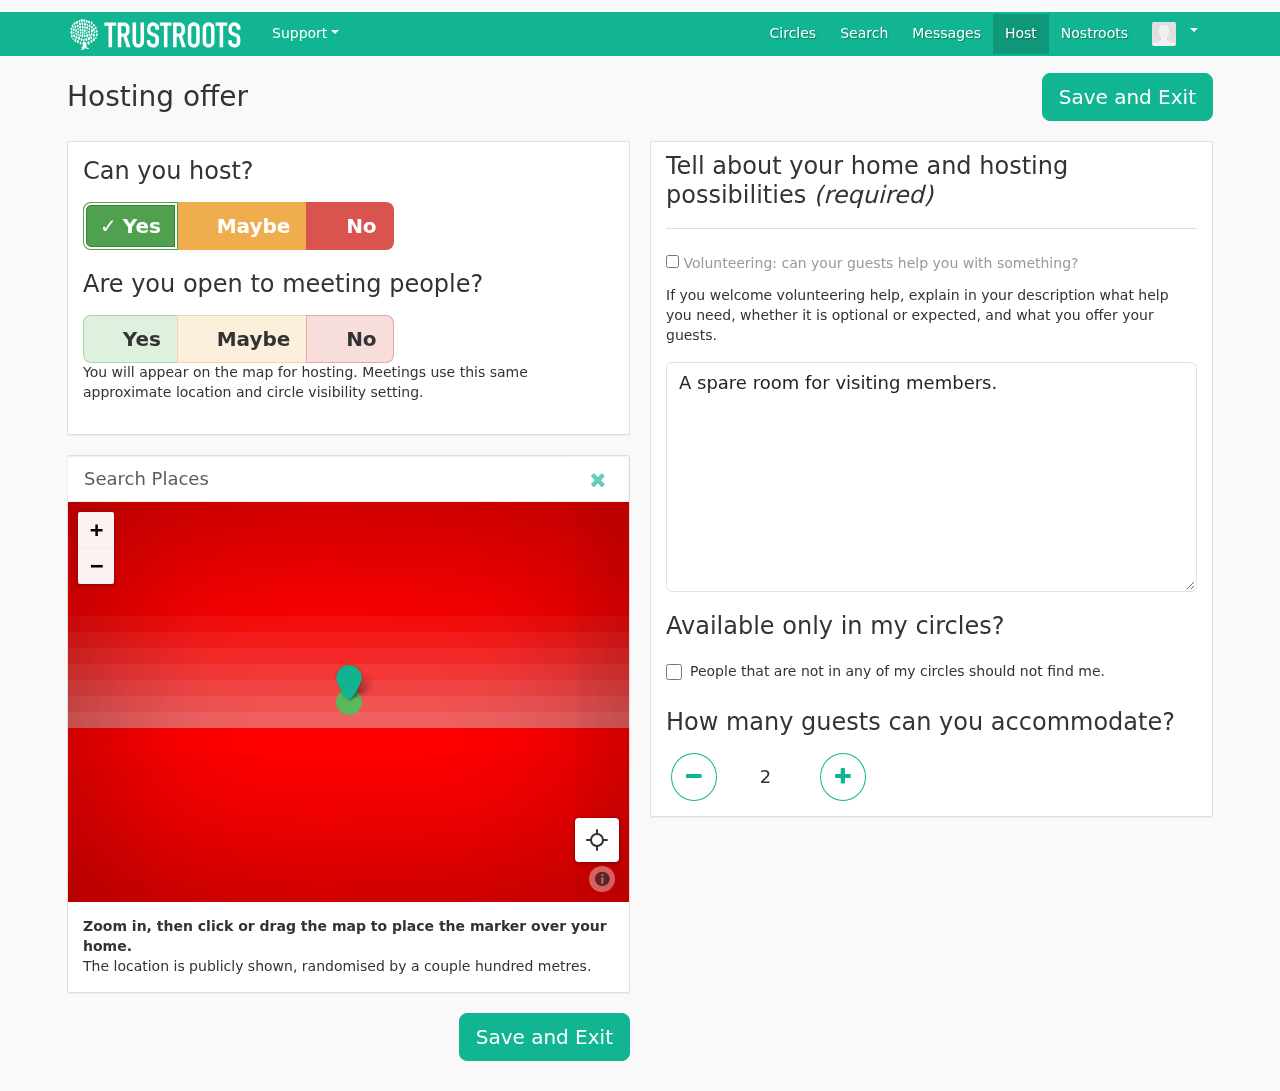 TRUSTROOTS
Support
Circles
Search
Messages
Host
Nostroots
Hosting offer
Save and Exit
Can you host?
✓ Yes
Maybe
No
Are you open to meeting people?
Yes
Maybe
No
You will appear on the map for hosting. Meetings use this same
approximate location and circle visibility setting.
Search Places
+
−
Zoom in, then click or drag the map to place the marker over your
home.
The location is publicly shown, randomised by a couple hundred metres.
Save and Exit
Tell about your home and hosting
possibilities (required)
Volunteering: can your guests help you with something?
If you welcome volunteering help, explain in your description what help
you need, whether it is optional or expected, and what you offer your
guests.
A spare room for visiting members.
Available only in my circles?
People that are not in any of my circles should not find me.
How many guests can you accommodate?
2